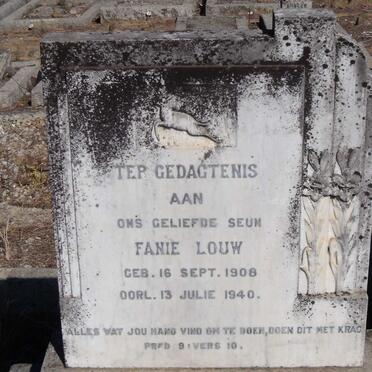 TER GEDAGTENIS
AAN
ONS GELIEFDE SEUN
FANIE LOUW
GEB. 16 SEPT. 1908
OORL. 13 JULIE 1940.
ALLES WAT JOU HAND VIND OM TE DOEN, DOEN DIT MET KRAG
PRED 9: VERS 10.